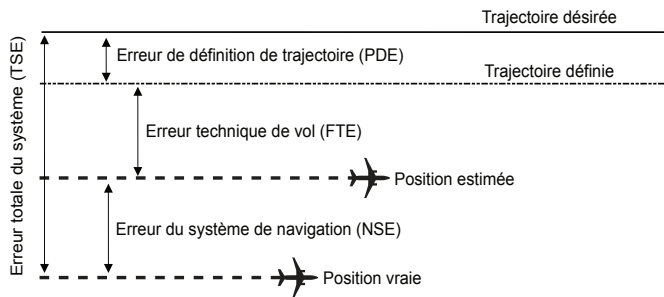 Trajectoire désirée
Erreur de définition de trajectoire (PDE)
Trajectoire définie
Erreur technique de vol (FTE)
Position estimée
Erreur du système de navigation (NSE)
Position vraie
Erreur totale du système (TSE)